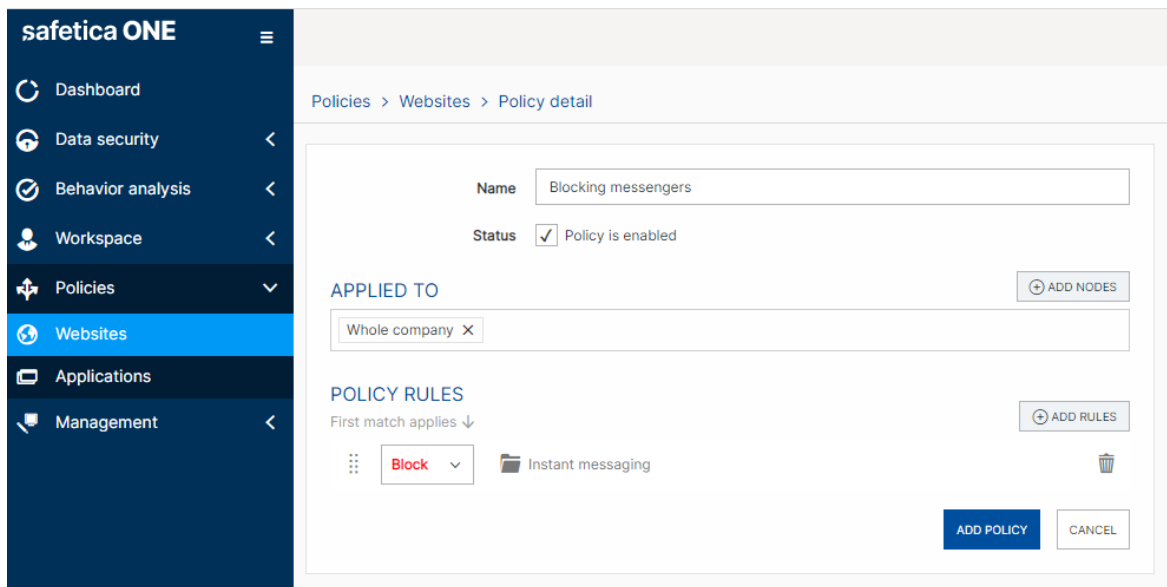 safetica ONE
Dashboard
Data security
Behavior analysis
Workspace
Policies
Websites
Applications
Management
Policies > Websites > Policy detail
Name Blocking messengers
Status Policy is enabled
APPLIED TO
ADD NODES
Whole company
POLICY RULES
First match applies
ADD RULES
Block Instant messaging
ADD POLICY CANCEL